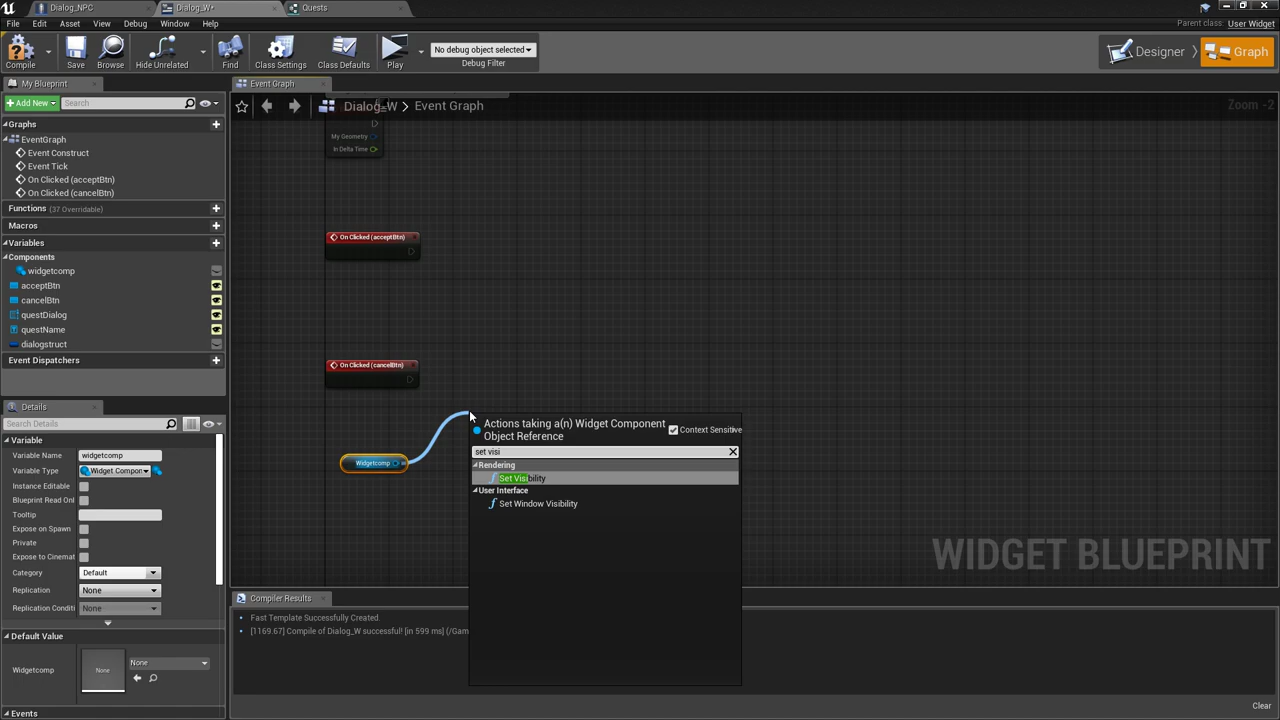 Dialog_NPC
Dialog_W*
Quests
File Edit Asset View Debug Window Help
Parent class: User Widget
Compile
Save
Browse
Hide Unrelated
Find
Class Settings
Class Defaults
Play
No debug object selected
Debug Filter
Designer
Graph
My Blueprint
Add New
Search
Graphs
EventGraph
Event Construct
Event Tick
On Clicked (acceptBtn)
On Clicked (cancelBtn)
Functions (37 Overridable)
Macros
Variables
Components
widgetcomp
acceptBtn
cancelBtn
questDialog
questName
dialogstruct
Event Dispatchers
Details
Search Details
Variable
Variable Name widgetcomp
Variable Type Widget Compon
Instance Editable
Blueprint Read Onl
Tooltip
Expose on Spawn
Private
Expose to Cinemat
Category Default
Replication None
Replication Conditi None
Default Value
Widgetcomp None None
Events
Event Graph
Dialog_W > Event Graph
Zoom -2
My Geometry
In Delta Time
On Clicked (acceptBtn)
On Clicked (cancelBtn)
Widgetcomp
Actions taking a(n) Widget Component
Object Reference
Context Sensitive
set visi
Rendering
Set Visibility
User Interface
Set Window Visibility
WIDGET BLUEPRINT
Compiler Results
Fast Template Successfully Created.
[1169.67] Compile of Dialog_W successful! [in 599 ms] (/Gam
Clear